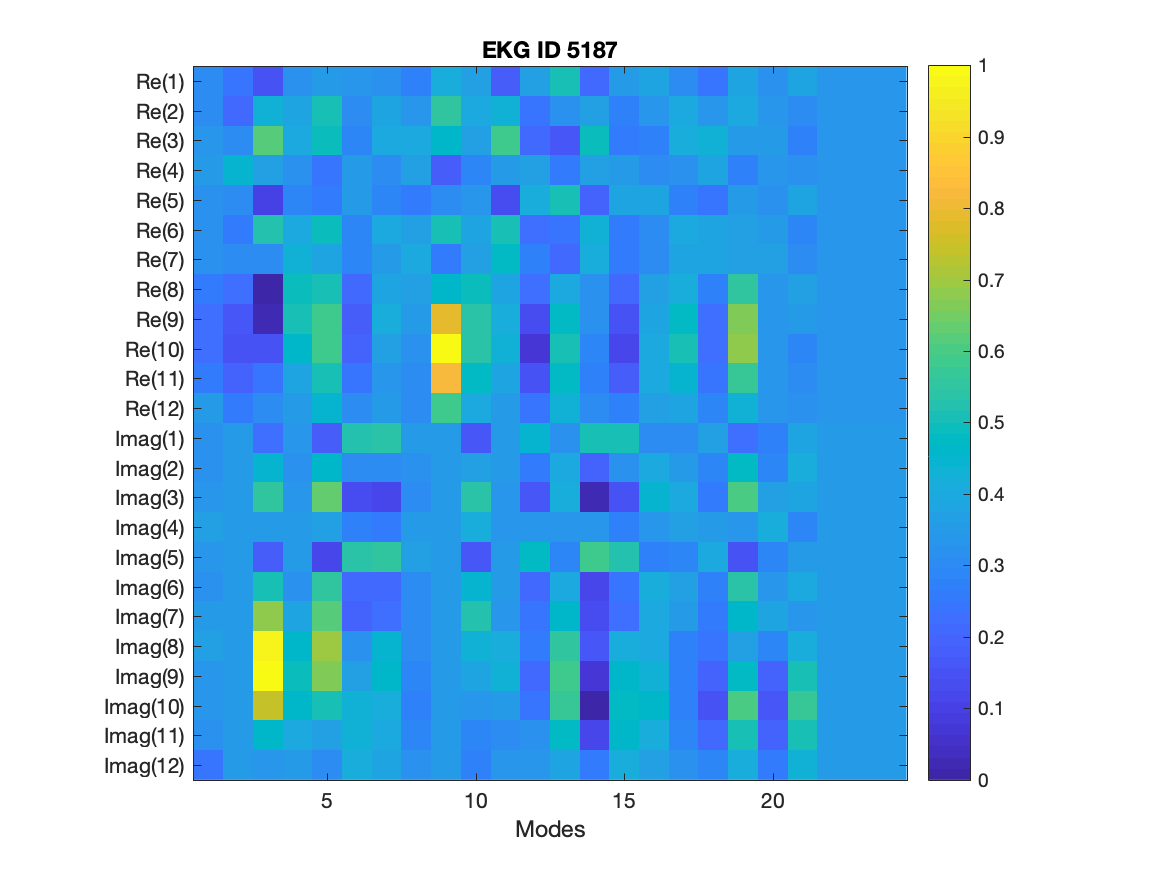 EKG ID 5187
Re(1)
Re(2)
Re(3)
Re(4)
Re(5)
Re(6)
Re(7)
Re(8)
Re(9)
Re(10)
Re(11)
Re(12)
Imag(1)
Imag(2)
Imag(3)
Imag(4)
Imag(5)
Imag(6)
Imag(7)
Imag(8)
Imag(9)
Imag(10)
Imag(11)
Imag(12)
5 10 15 20
Modes
1
0.9
0.8
0.7
0.6
0.5
0.4
0.3
0.2
0.1
0